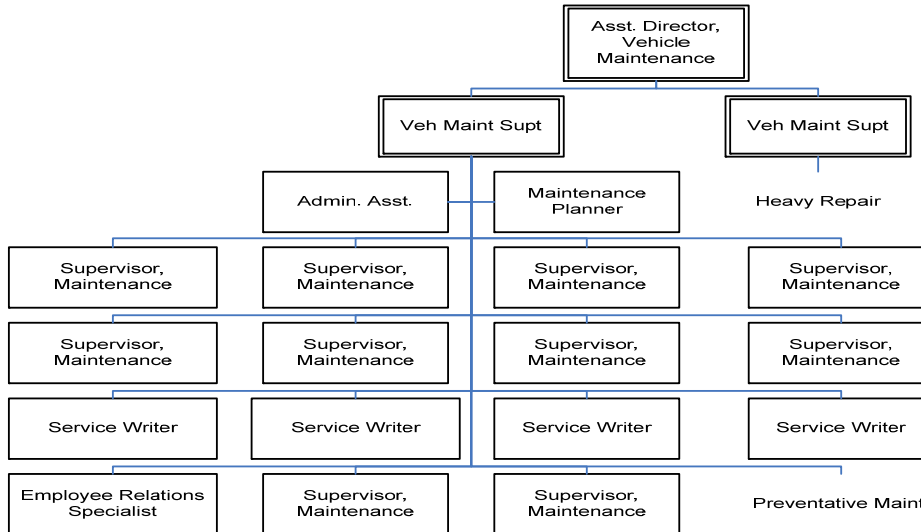 Asst. Director,
Vehicle
Maintenance
Veh Maint Supt
Veh Maint Supt
Admin. Asst.
Maintenance
Planner
Heavy Repair
Supervisor,
Maintenance
Supervisor,
Maintenance
Supervisor,
Maintenance
Supervisor,
Maintenance
Supervisor,
Maintenance
Supervisor,
Maintenance
Supervisor,
Maintenance
Supervisor,
Maintenance
Service Writer
Service Writer
Service Writer
Service Writer
Employee Relations
Specialist
Supervisor,
Maintenance
Supervisor,
Maintenance
Preventative Maint